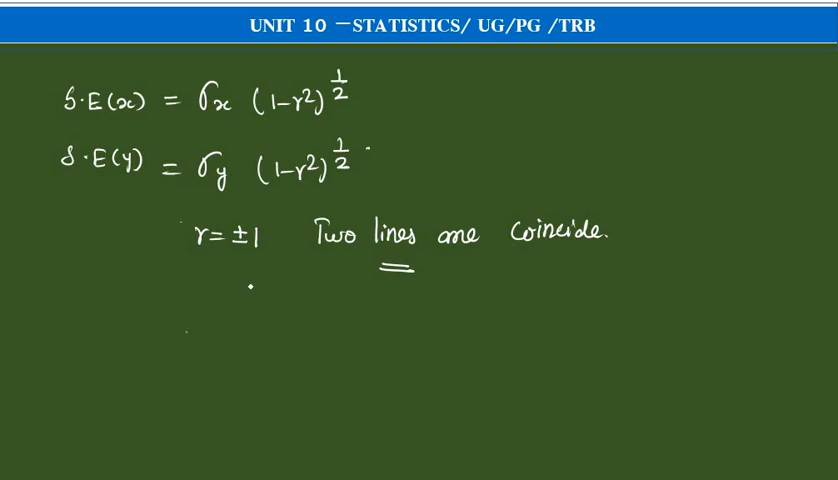 UNIT 10 –STATISTICS/ UG/PG /TRB
S.E(x) = σx (1-r²)^1/2
S.E(y) = σy (1-r²)^1/2.
r = ±1 Two lines are coincide.